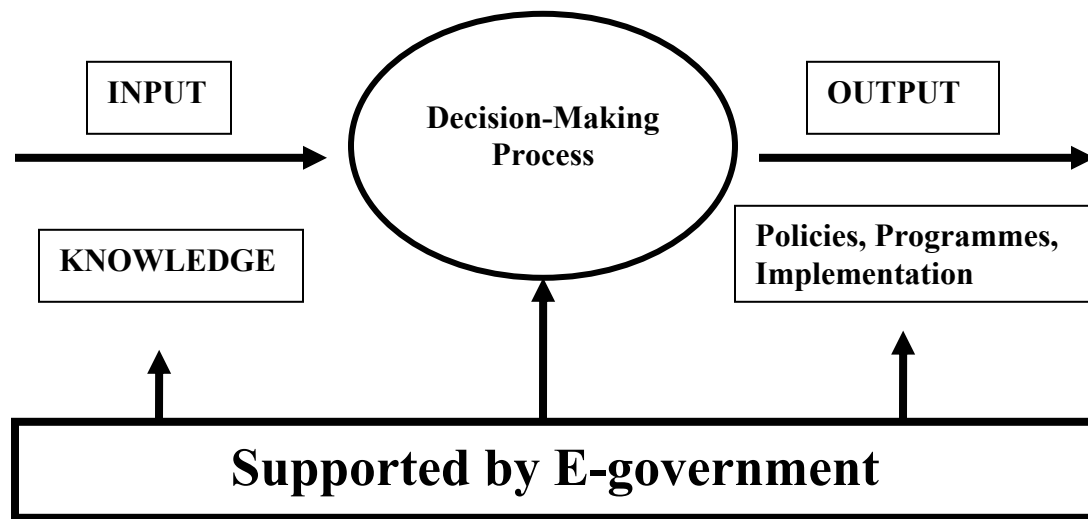 INPUT
Decision-Making
Process
OUTPUT
KNOWLEDGE
Policies, Programmes,
Implementation
Supported by E-government